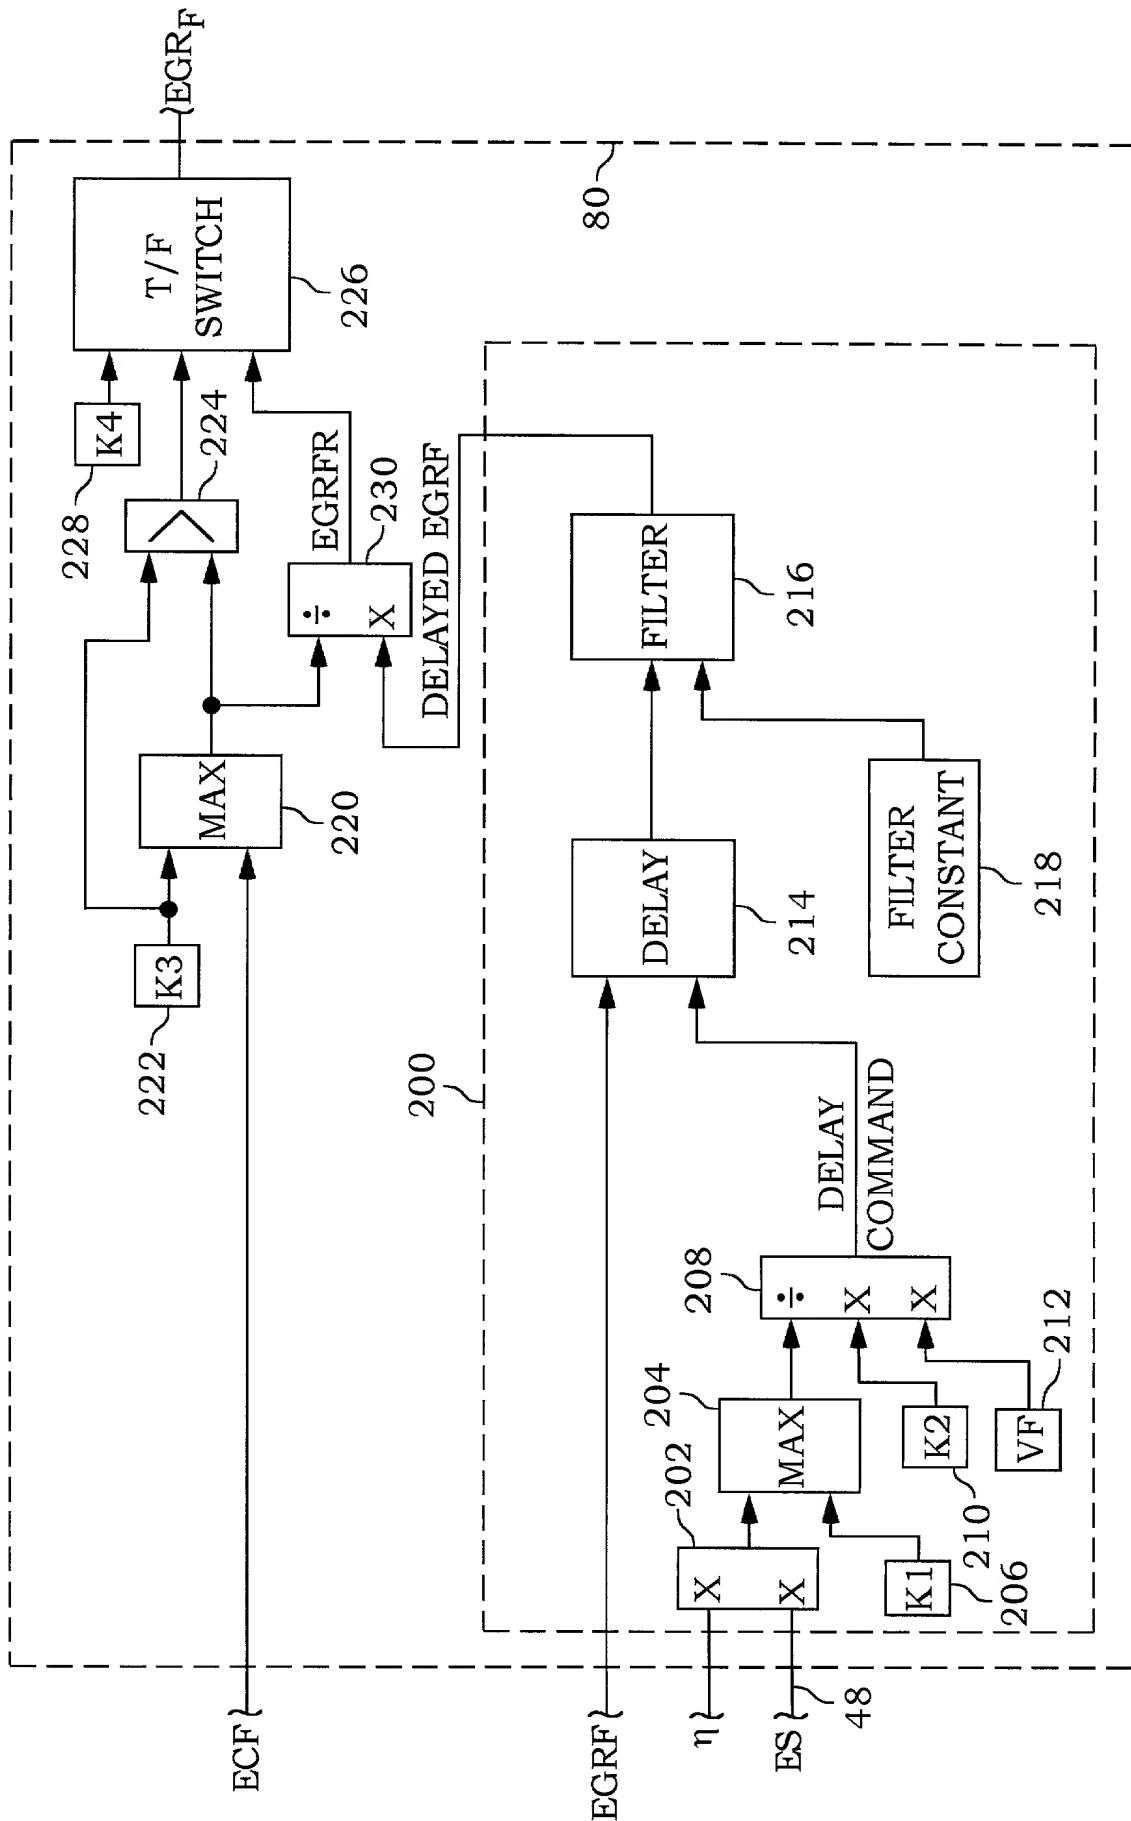 ECF
222
K3
MAX
220
224
228
K4
T/F
SWITCH
226
EGR_F
÷
X
230
EGRFR
DELAYED EGRF
80
200
EGRF
η
ES
48
X
X
202
K1
206
MAX
204
÷
X
X
208
K2
210
VF
212
DELAY
COMMAND
DELAY
214
FILTER
CONSTANT
218
FILTER
216